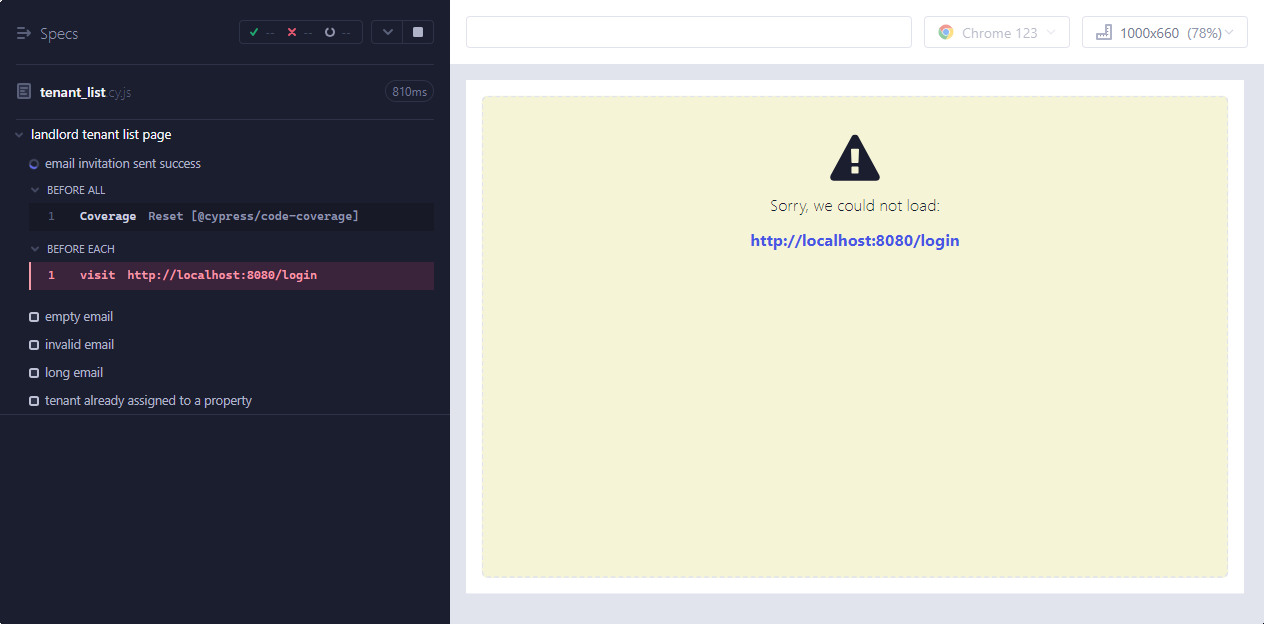 Specs
-- -- --
tenant_list.cy.js 810ms
landlord tenant list page
email invitation sent success
BEFORE ALL
1 Coverage Reset [@cypress/code-coverage]
BEFORE EACH
1 visit http://localhost:8080/login
empty email
invalid email
long email
tenant already assigned to a property
Chrome 123
1000x660 (78%)
Sorry, we could not load:
http://localhost:8080/login